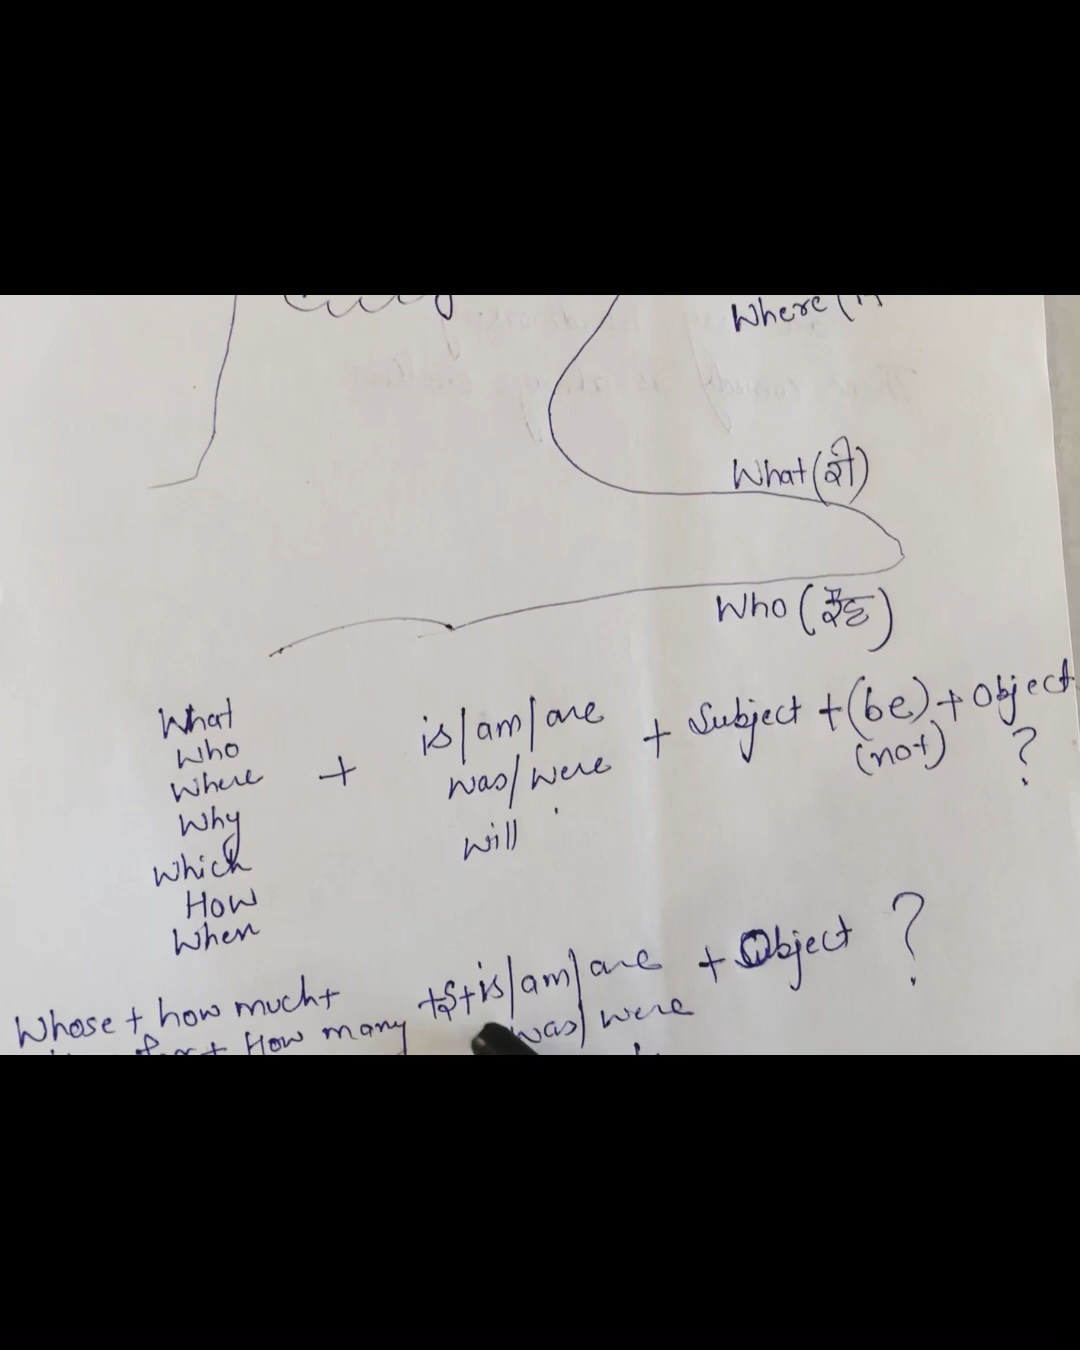 Where (
What (
Who (
What
Who
Where
Why
Which
How
When
+
is/am/are
was/were
will
+ Subject + (be) + Object
(not) ?
Whose + how much +
+ How many
+S+is/am/are + Object ?
was/were